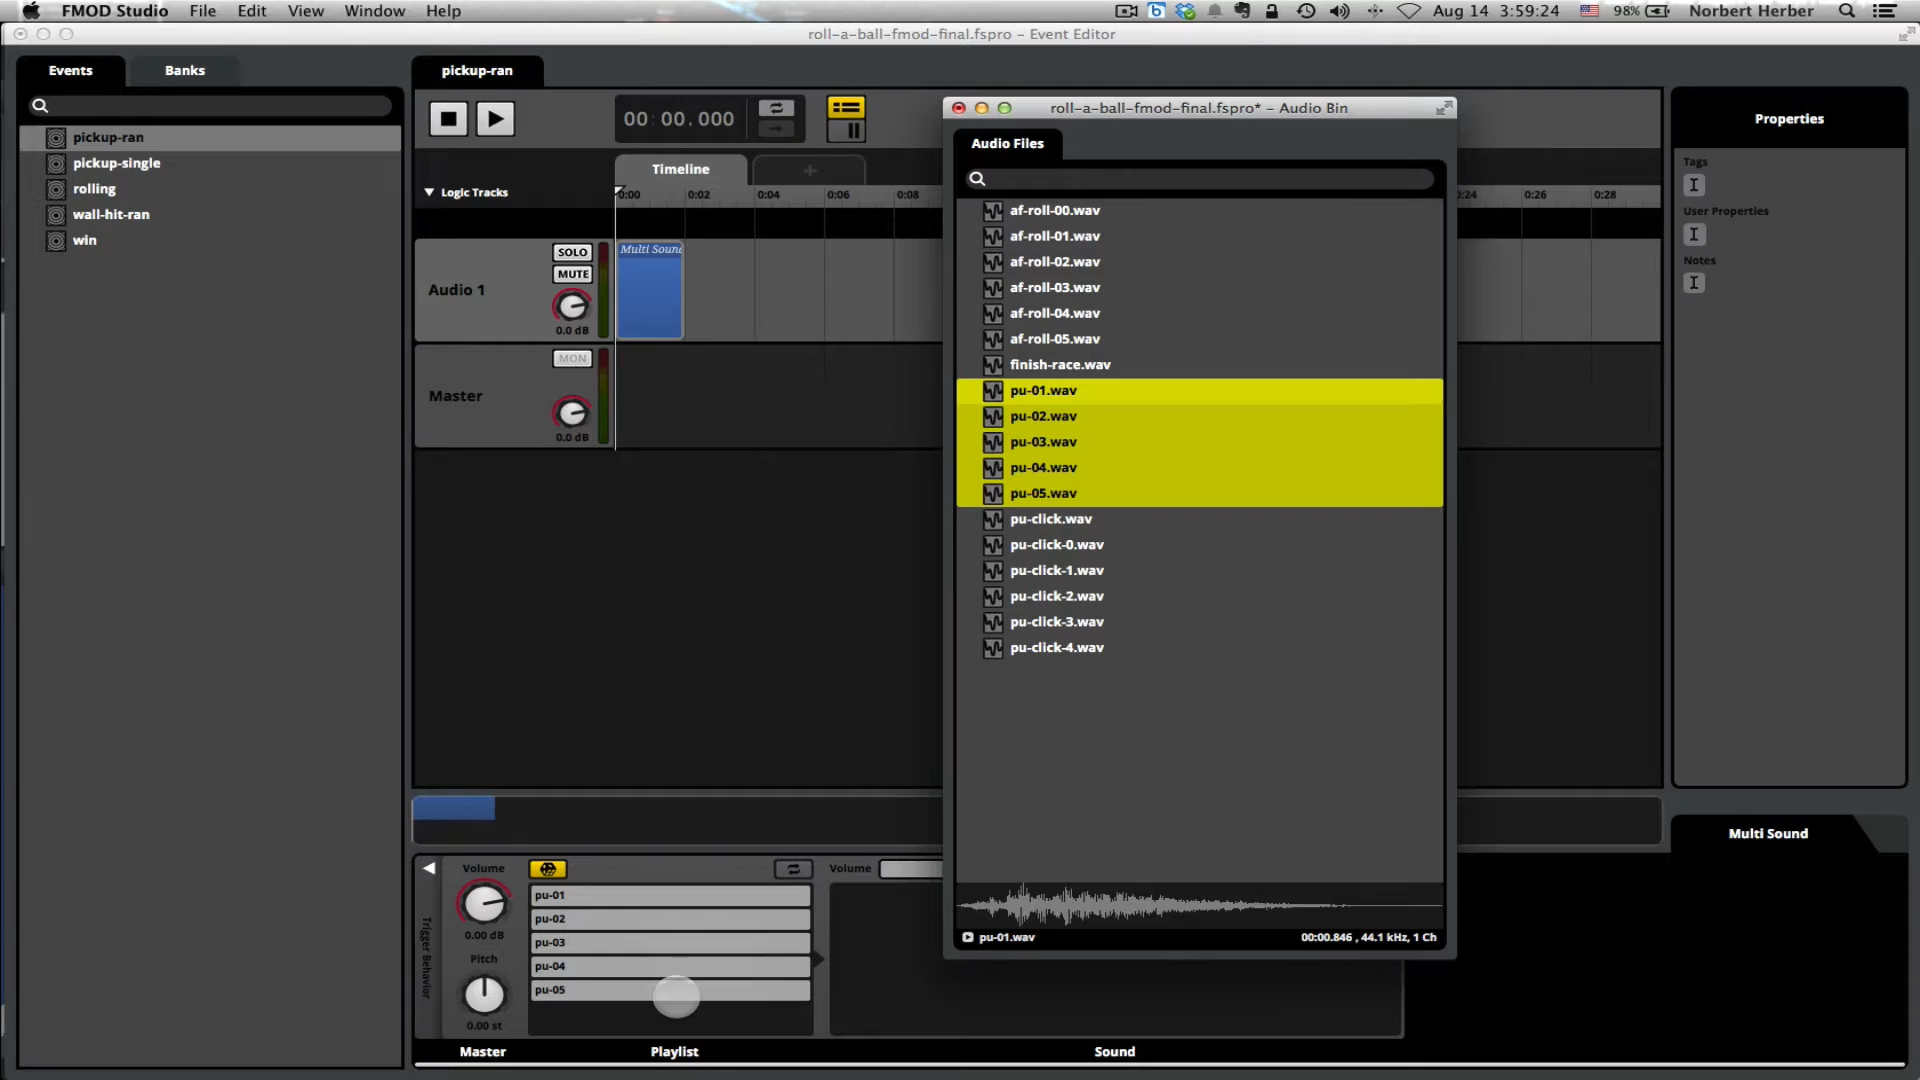 FMOD Studio File Edit View Window Help Aug 14 3:59:24 98% Norbert Herber
roll-a-ball-fmod-final.fspro - Event Editor
Events Banks
pickup-ran
pickup-single
rolling
wall-hit-ran
win
pickup-ran
00:00.000
Timeline +
Logic Tracks
0:00 0:02 0:04 0:06 0:08
:24 0:26 0:28
Audio 1
SOLO
MUTE
0.0 dB
Multi Soun
Master
MON
0.0 dB
roll-a-ball-fmod-final.fspro* - Audio Bin
Audio Files
af-roll-00.wav
af-roll-01.wav
af-roll-02.wav
af-roll-03.wav
af-roll-04.wav
af-roll-05.wav
finish-race.wav
pu-01.wav
pu-02.wav
pu-03.wav
pu-04.wav
pu-05.wav
pu-click.wav
pu-click-0.wav
pu-click-1.wav
pu-click-2.wav
pu-click-3.wav
pu-click-4.wav
pu-01.wav 00:00.846 , 44.1 kHz, 1 Ch
Properties
Tags
User Properties
Notes
Multi Sound
Trigger Behavior
Volume
0.00 dB
Pitch
0.00 st
Master
pu-01
pu-02
pu-03
pu-04
pu-05
Playlist
Volume
Sound